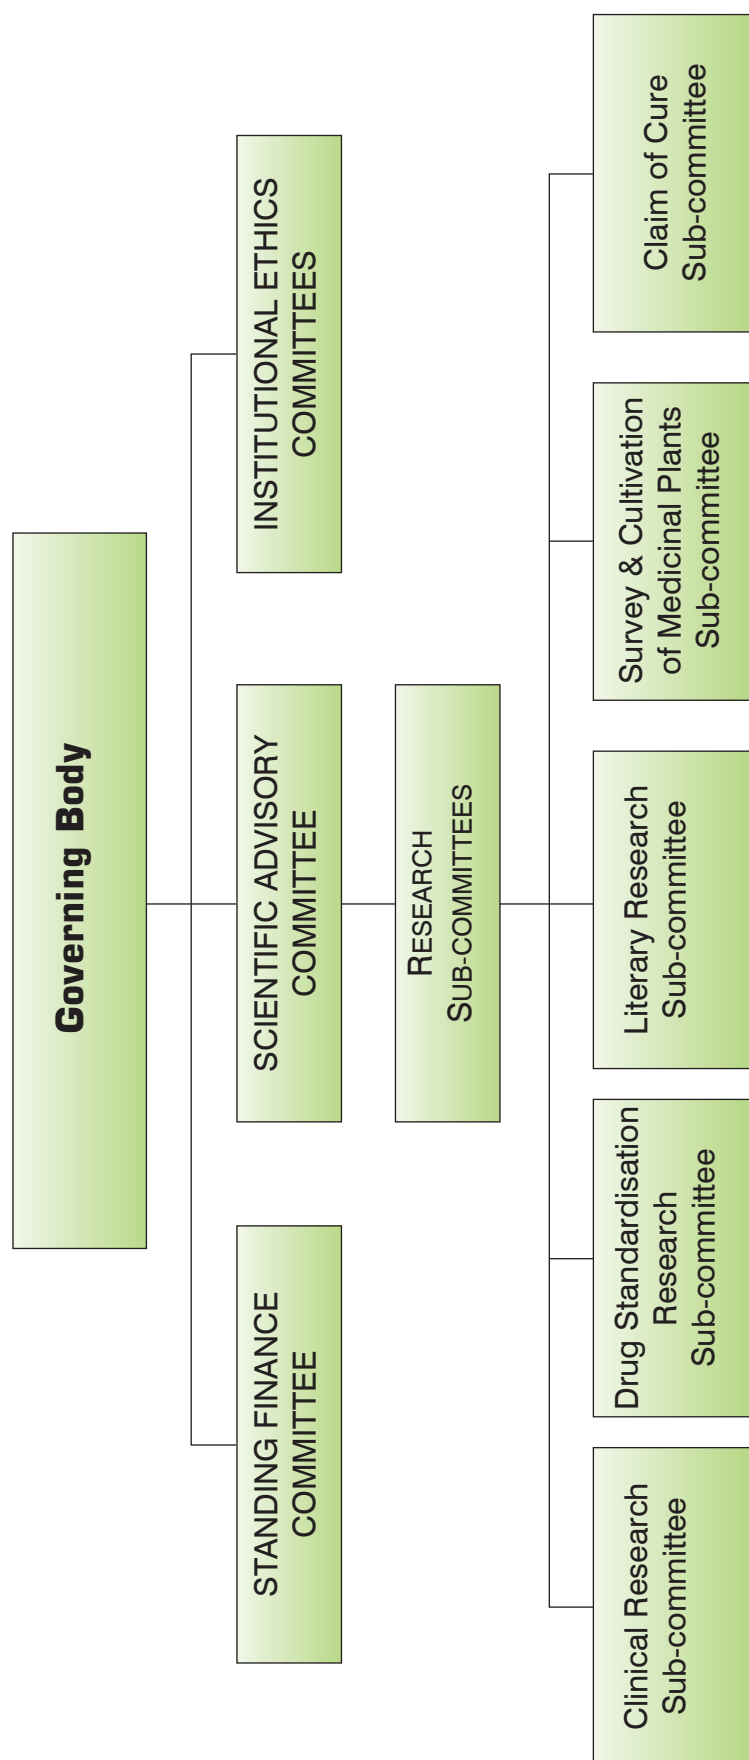 Governing Body
STANDING FINANCE
COMMITTEE
SCIENTIFIC ADVISORY
COMMITTEE
INSTITUTIONAL ETHICS
COMMITTEES
RESEARCH
SUB-COMMITTEES
Clinical Research
Sub-committee
Drug Standardisation
Research
Sub-committee
Literary Research
Sub-committee
Survey & Cultivation
of Medicinal Plants
Sub-committee
Claim of Cure
Sub-committee